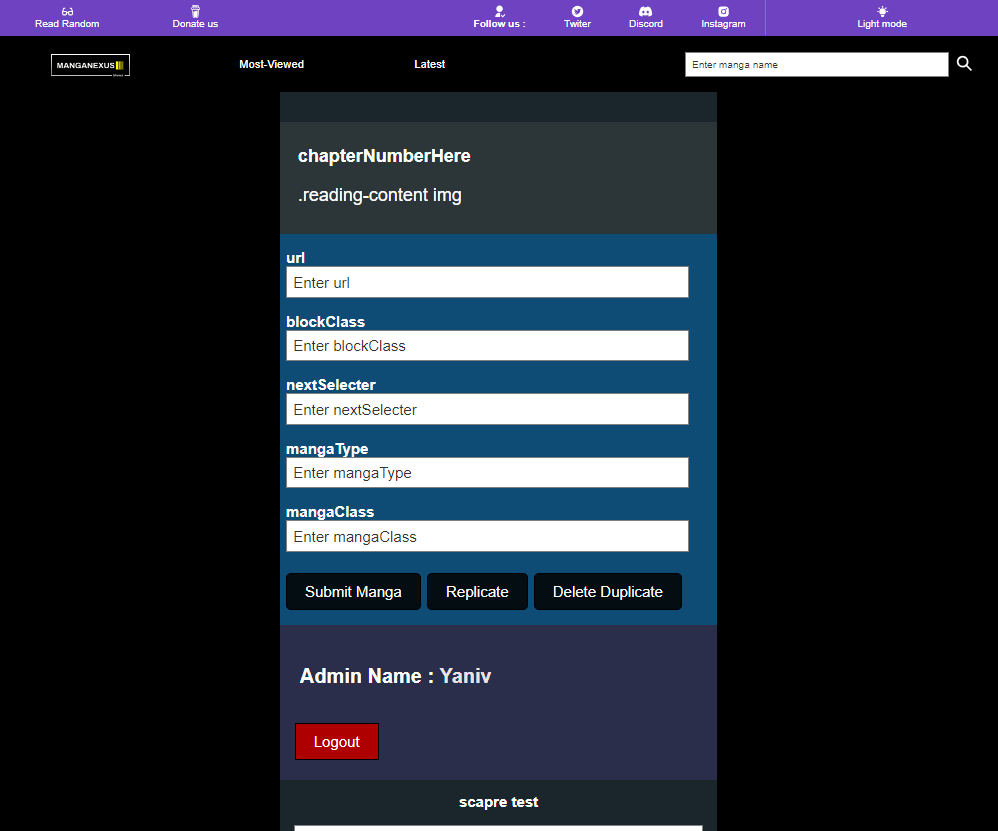 Read Random
Donate us
Follow us :
Twiter
Discord
Instagram
Light mode
MANGANEXUS
Most-Viewed
Latest
Enter manga name
chapterNumberHere
.reading-content img
url
Enter url
blockClass
Enter blockClass
nextSelecter
Enter nextSelecter
mangaType
Enter mangaType
mangaClass
Enter mangaClass
Submit Manga
Replicate
Delete Duplicate
Admin Name : Yaniv
Logout
scapre test